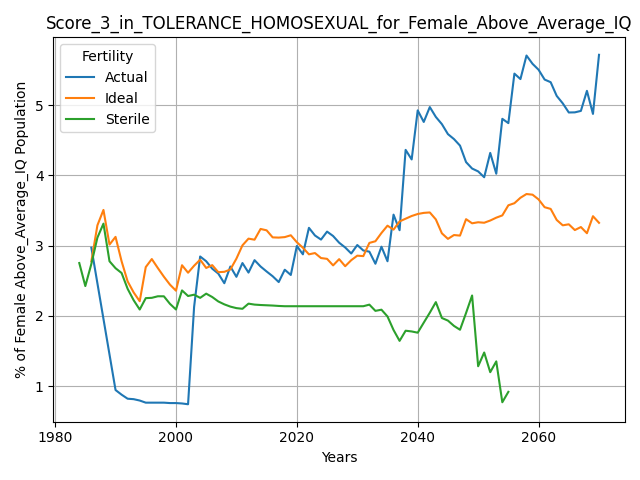 Score_3_in_TOLERANCE_HOMOSEXUAL_for_Female_Above_Average_IQ
Fertility
Actual
Ideal
Sterile
% of Female Above_Average_IQ Population
5
4
3
2
1
1980 2000 2020 2040 2060
Years